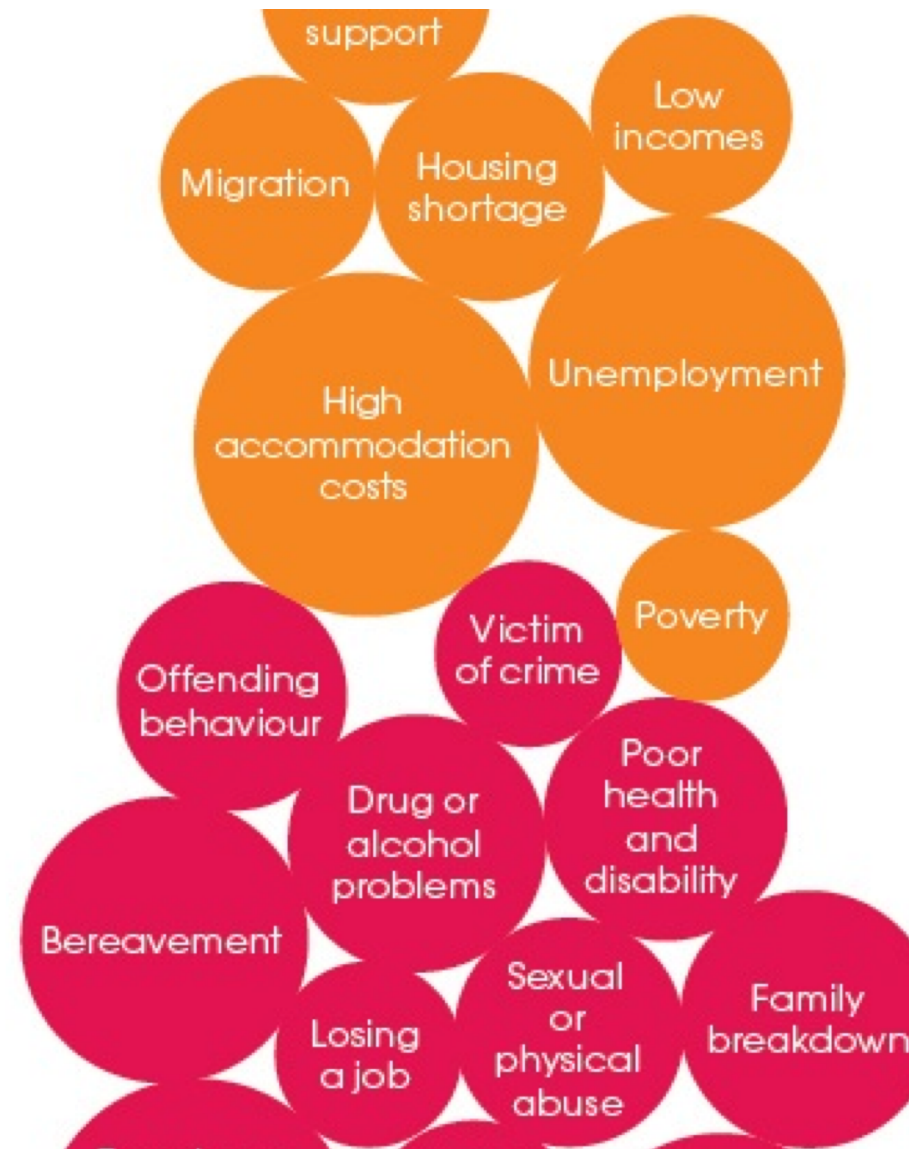 support
Low
incomes
Migration
Housing
shortage
Unemployment
High
accommodation
costs
Poverty
Victim
of crime
Offending
behaviour
Poor
health
and
disability
Drug or
alcohol
problems
Bereavement
Sexual
or
physical
abuse
Family
breakdown
Losing
a job